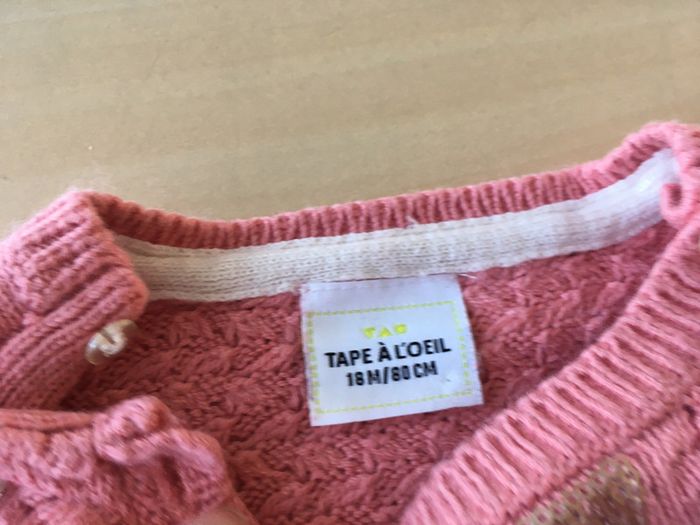 TAO
TAPE À L'OEIL
18M/80CM